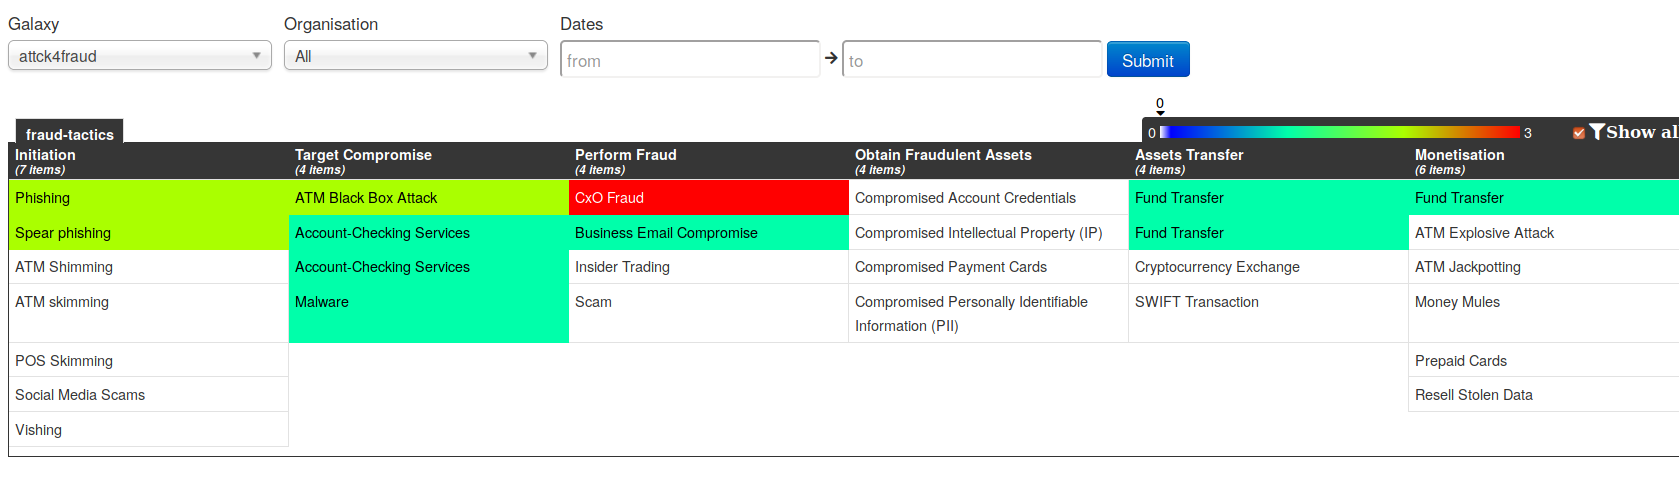 Galaxy Organisation Dates
attck4fraud All from → to Submit
0
fraud-tactics 0 3 Show al
Initiation Target Compromise Perform Fraud Obtain Fraudulent Assets Assets Transfer Monetisation
(7 items) (4 items) (4 items) (4 items) (4 items) (6 items)
Phishing ATM Black Box Attack CxO Fraud Compromised Account Credentials Fund Transfer Fund Transfer
Spear phishing Account-Checking Services Business Email Compromise Compromised Intellectual Property (IP) Fund Transfer ATM Explosive Attack
ATM Shimming Account-Checking Services Insider Trading Compromised Payment Cards Cryptocurrency Exchange ATM Jackpotting
ATM skimming Malware Scam Compromised Personally Identifiable SWIFT Transaction Money Mules
Information (PII)
POS Skimming Prepaid Cards
Social Media Scams Resell Stolen Data
Vishing